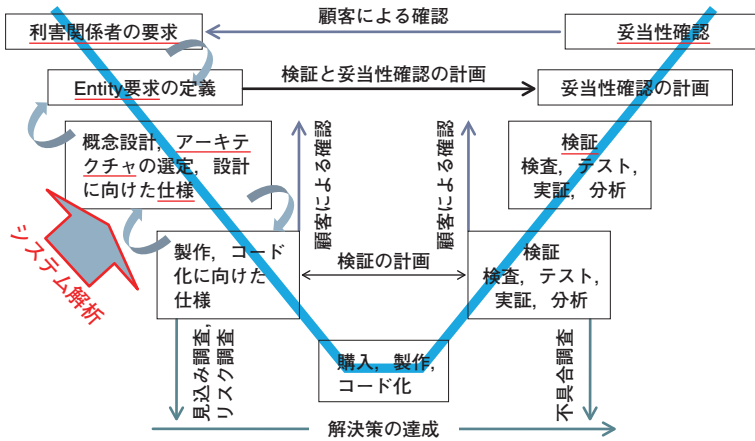 顧客による確認
利害関係者の要求
妥当性確認
検証と妥当性確認の計画
Entity要求の定義
妥当性確認の計画
概念設計，アーキテ
クチャの選定，設計
に向けた仕様
顧客による確認
顧客による確認
検証
検査，テスト，
実証，分析
システム解析
製作，コード
化に向けた
仕様
検証の計画
検証
検査，テスト，
実証，分析
見込み調査，
リスク調査
購入，製作，
コード化
不具合調査
解決策の達成